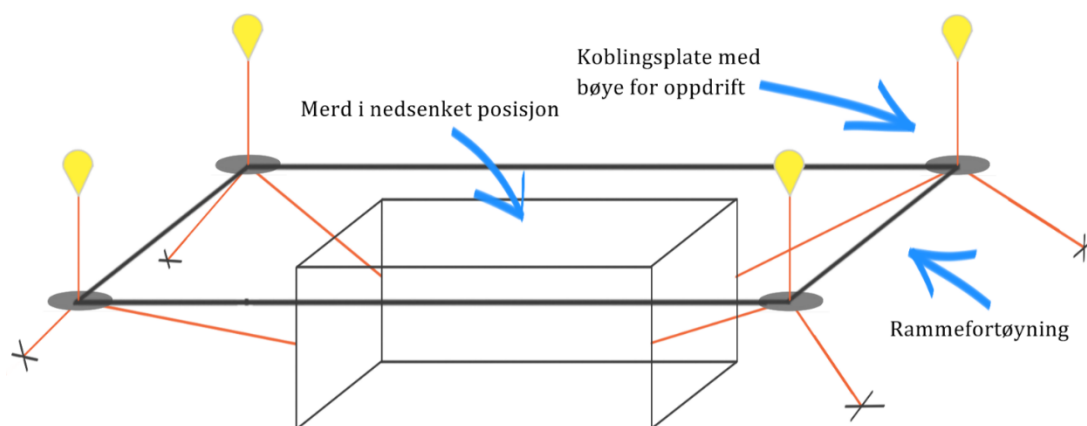 Koblingsplate med
bøye for oppdrift
Merd i nedsenket posisjon
Rammefortøyning